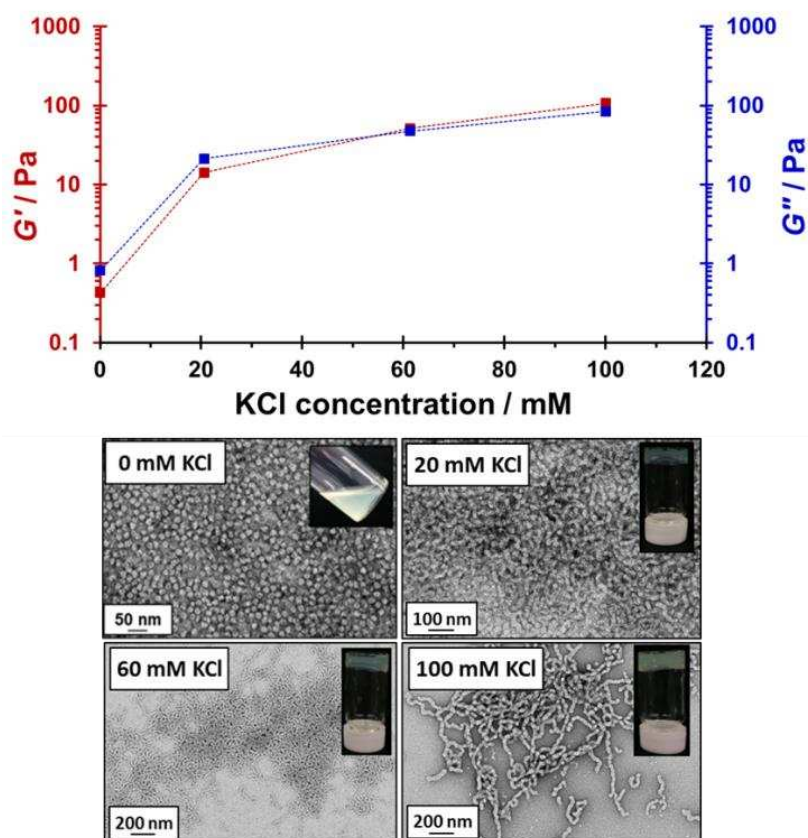 1000
100
10
1
0.1
G' / Pa
1000
100
10
1
0.1
G" / Pa
0 20 40 60 80 100 120
KCl concentration / mM
0 mM KCl
50 nm
20 mM KCl
100 nm
60 mM KCl
200 nm
100 mM KCl
200 nm